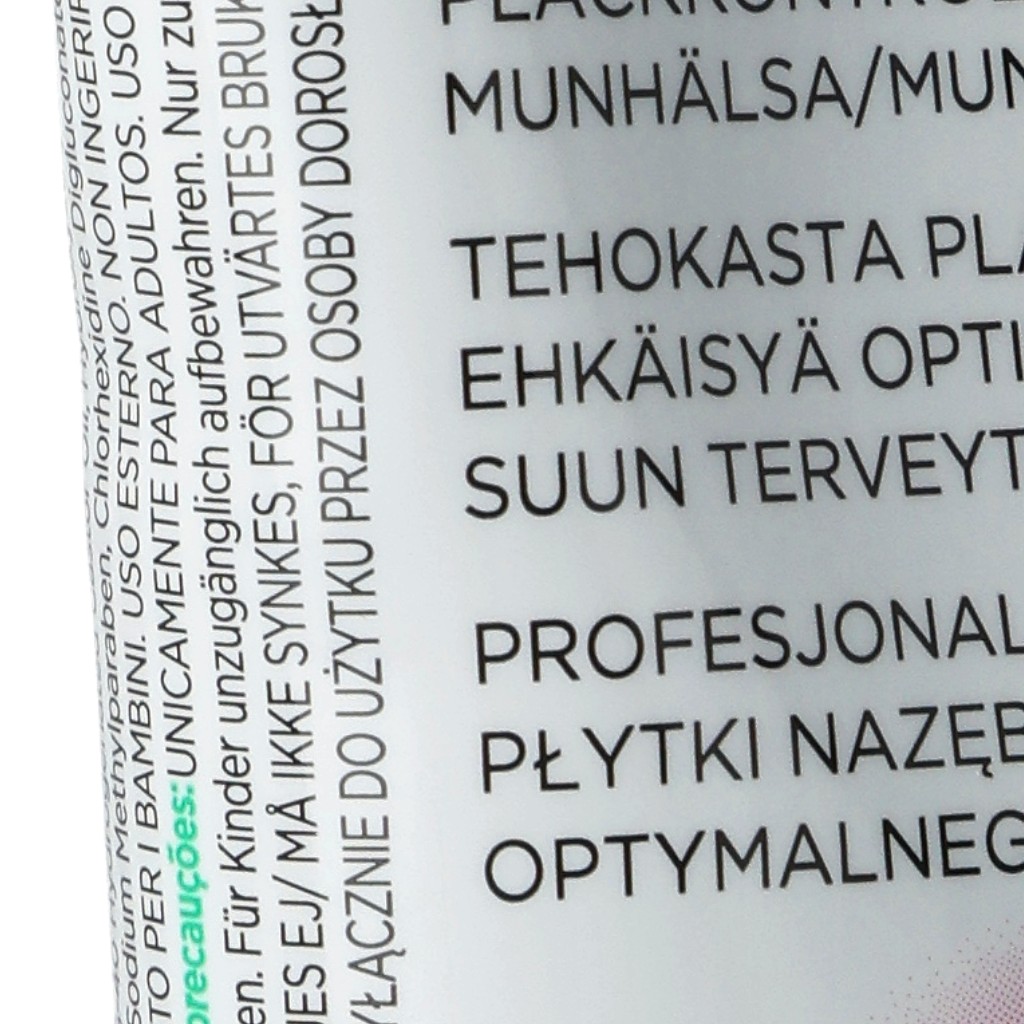 MUNHÄLSA/MUN
TEHOKASTA PLA
EHKÄISYÄ OPTI
SUUN TERVEYT
PROFESJONAL
PŁYTKI NAZĘB
OPTYMALNEG
Sodium Methylparaben, Chlorhexidine Digluconate
TO PER I BAMBINI. USO ESTERNO. NON INGERIR
precauções: UNICAMENTE PARA ADULTOS. USO
en. Für Kinder unzugänglich aufbewahren. Nur zu
JES EJ/ MÅ IKKE SYNKES, FÖR UTVÄRTES BRUK
YŁĄCZNIE DO UŻYTKU PRZEZ OSOBY DOROSŁ